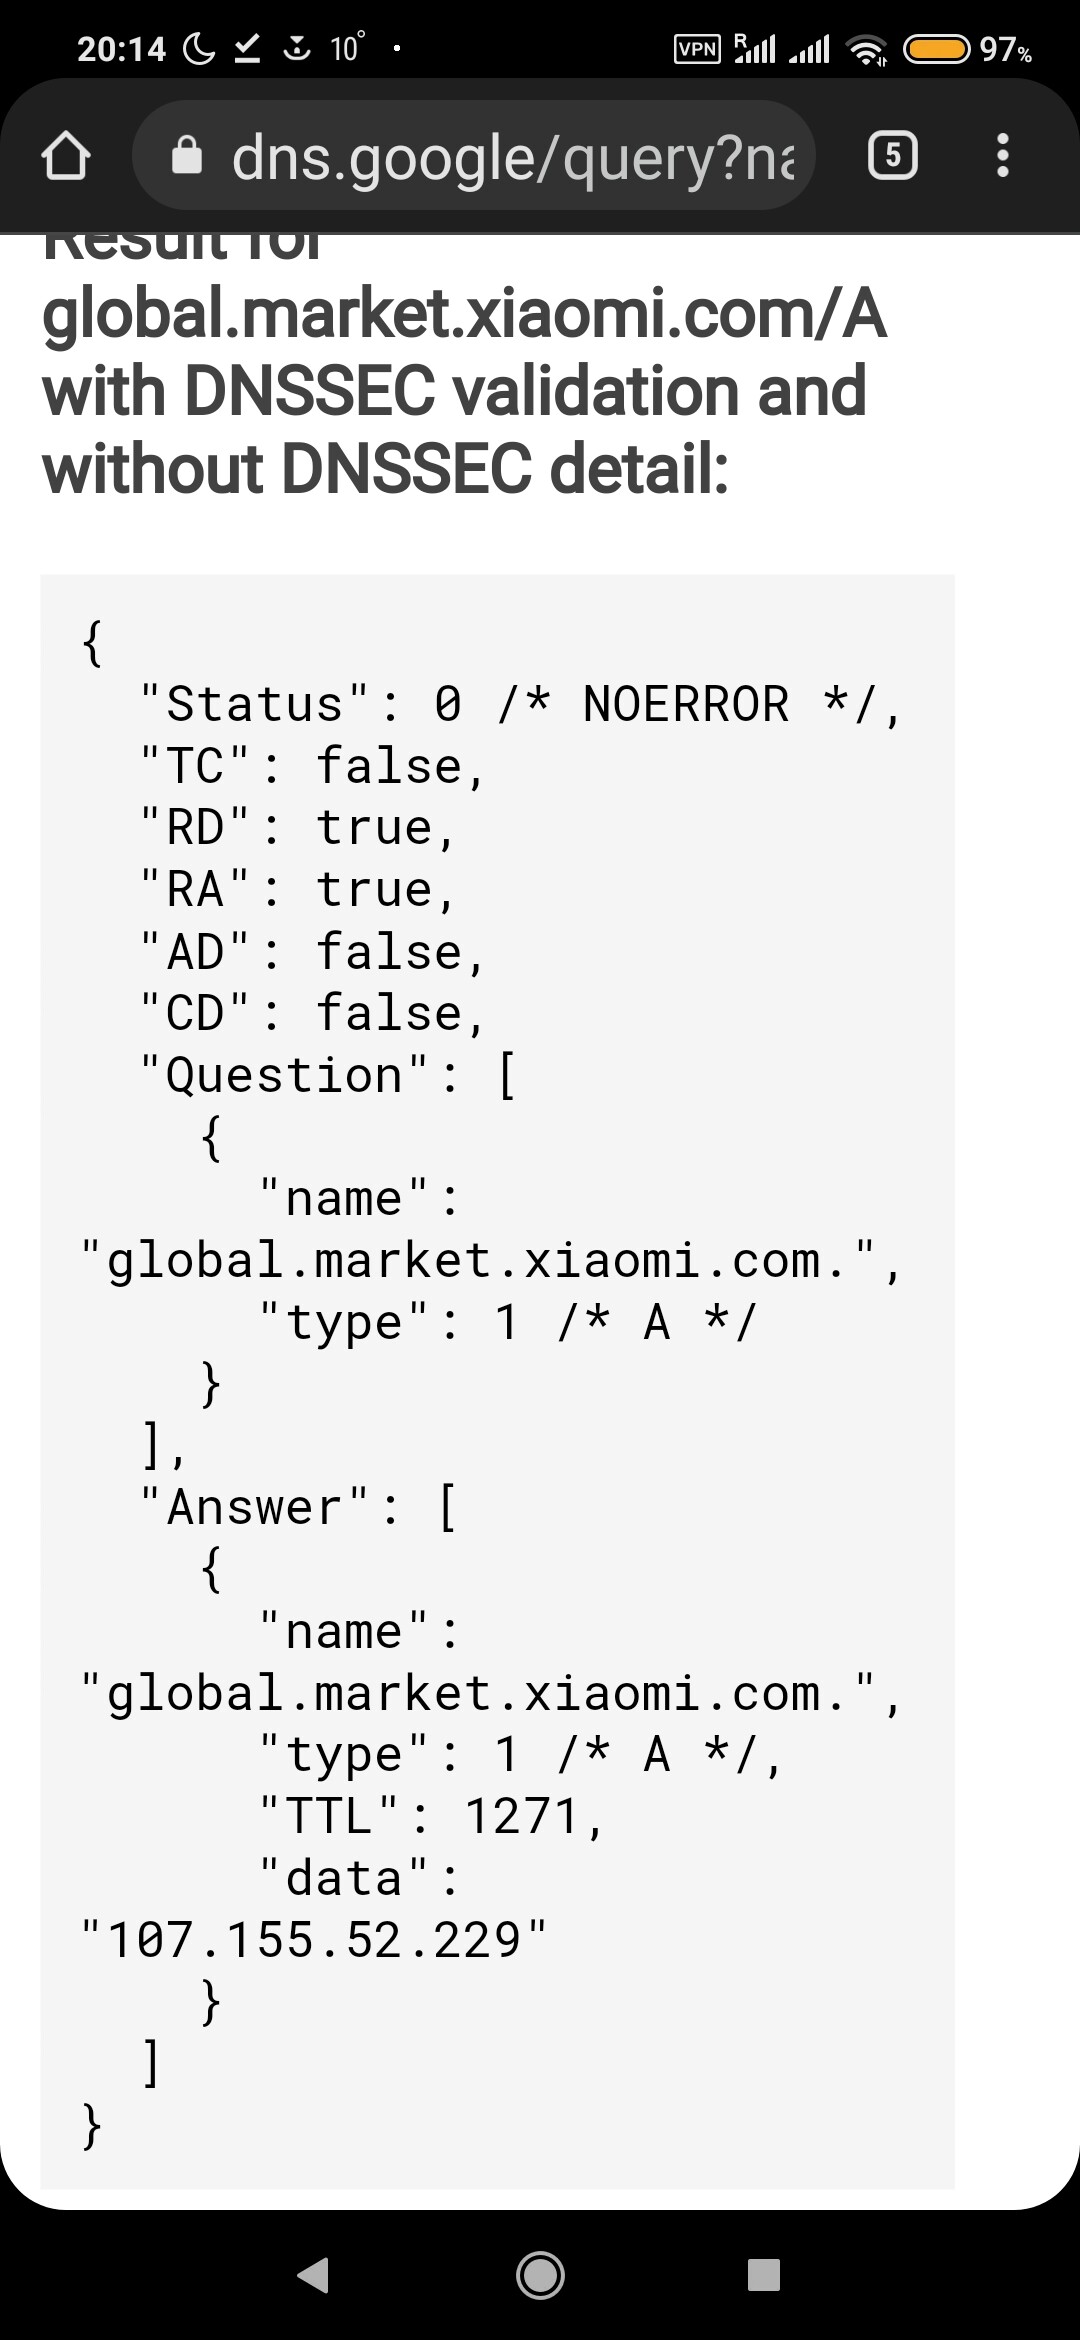 20:14 10° VPN R 97%
dns.google/query?na 5
Result for
global.market.xiaomi.com/A
with DNSSEC validation and
without DNSSEC detail:
{
"Status": 0 /* NOERROR */,
"TC": false,
"RD": true,
"RA": true,
"AD": false,
"CD": false,
"Question": [
{
"name":
"global.market.xiaomi.com.",
"type": 1 /* A */
}
],
"Answer": [
{
"name":
"global.market.xiaomi.com.",
"type": 1 /* A */,
"TTL": 1271,
"data":
"107.155.52.229"
}
]
}